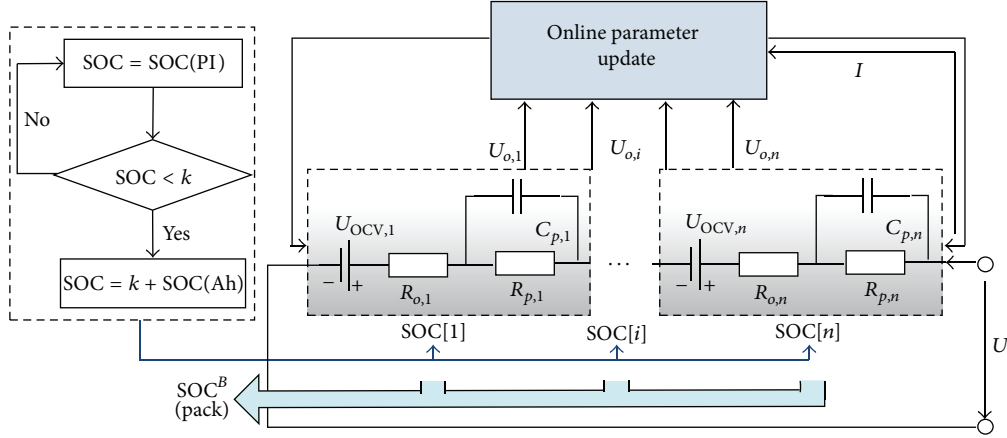 SOC = SOC(PI)
No
SOC < k
Yes
SOC = k + SOC(Ah)
Online parameter
update
I
U_{o,1}
U_{o,i}
U_{o,n}
U_{OCV,1}
C_{p,1}
− +
R_{o,1}
R_{p,1}
...
U_{OCV,n}
C_{p,n}
− +
R_{o,n}
R_{p,n}
SOC[1]
SOC[i]
SOC[n]
U
SOC^B
(pack)